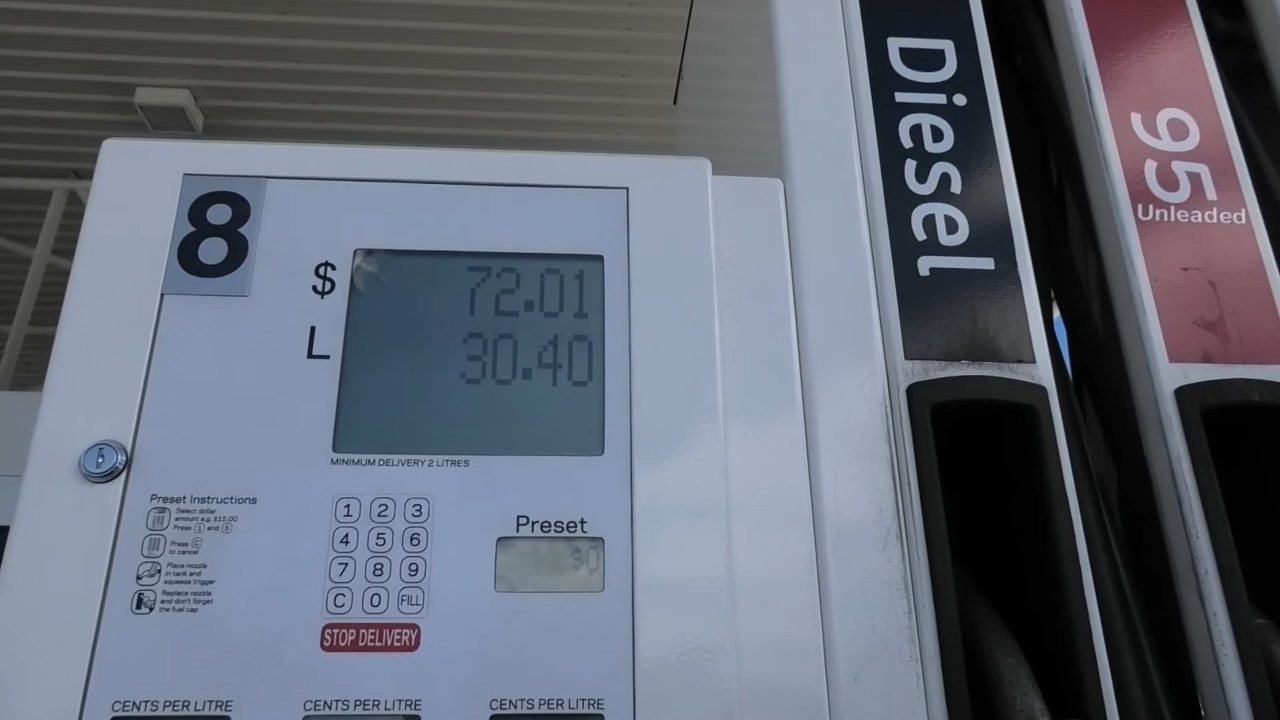 8
$ 72.01
L 30.40
MINIMUM DELIVERY 2 LITRES
Preset Instructions
Select dollar
amount e.g. $15.00
Press 1 and 5
Press C
to cancel
Place nozzle
in tank and
squeeze trigger
Replace nozzle
and don't forget
the fuel cap
1 2 3
4 5 6
7 8 9
C 0 FILL
STOP DELIVERY
Preset
$0
CENTS PER LITRE
CENTS PER LITRE
CENTS PER LITRE
Diesel
95
Unleaded